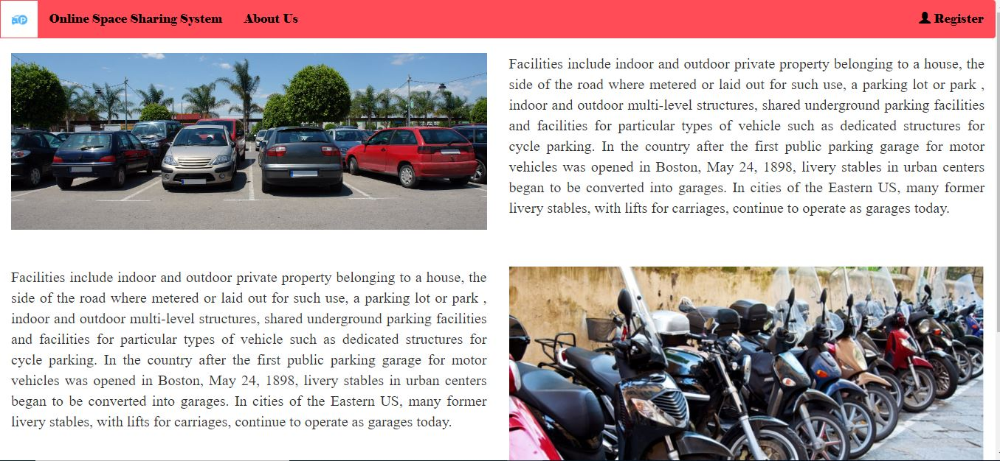 P
Online Space Sharing System About Us Register
Facilities include indoor and outdoor private property belonging to a house, the
side of the road where metered or laid out for such use, a parking lot or park ,
indoor and outdoor multi-level structures, shared underground parking facilities
and facilities for particular types of vehicle such as dedicated structures for
cycle parking. In the country after the first public parking garage for motor
vehicles was opened in Boston, May 24, 1898, livery stables in urban centers
began to be converted into garages. In cities of the Eastern US, many former
livery stables, with lifts for carriages, continue to operate as garages today.
Facilities include indoor and outdoor private property belonging to a house, the
side of the road where metered or laid out for such use, a parking lot or park ,
indoor and outdoor multi-level structures, shared underground parking facilities
and facilities for particular types of vehicle such as dedicated structures for
cycle parking. In the country after the first public parking garage for motor
vehicles was opened in Boston, May 24, 1898, livery stables in urban centers
began to be converted into garages. In cities of the Eastern US, many former
livery stables, with lifts for carriages, continue to operate as garages today.